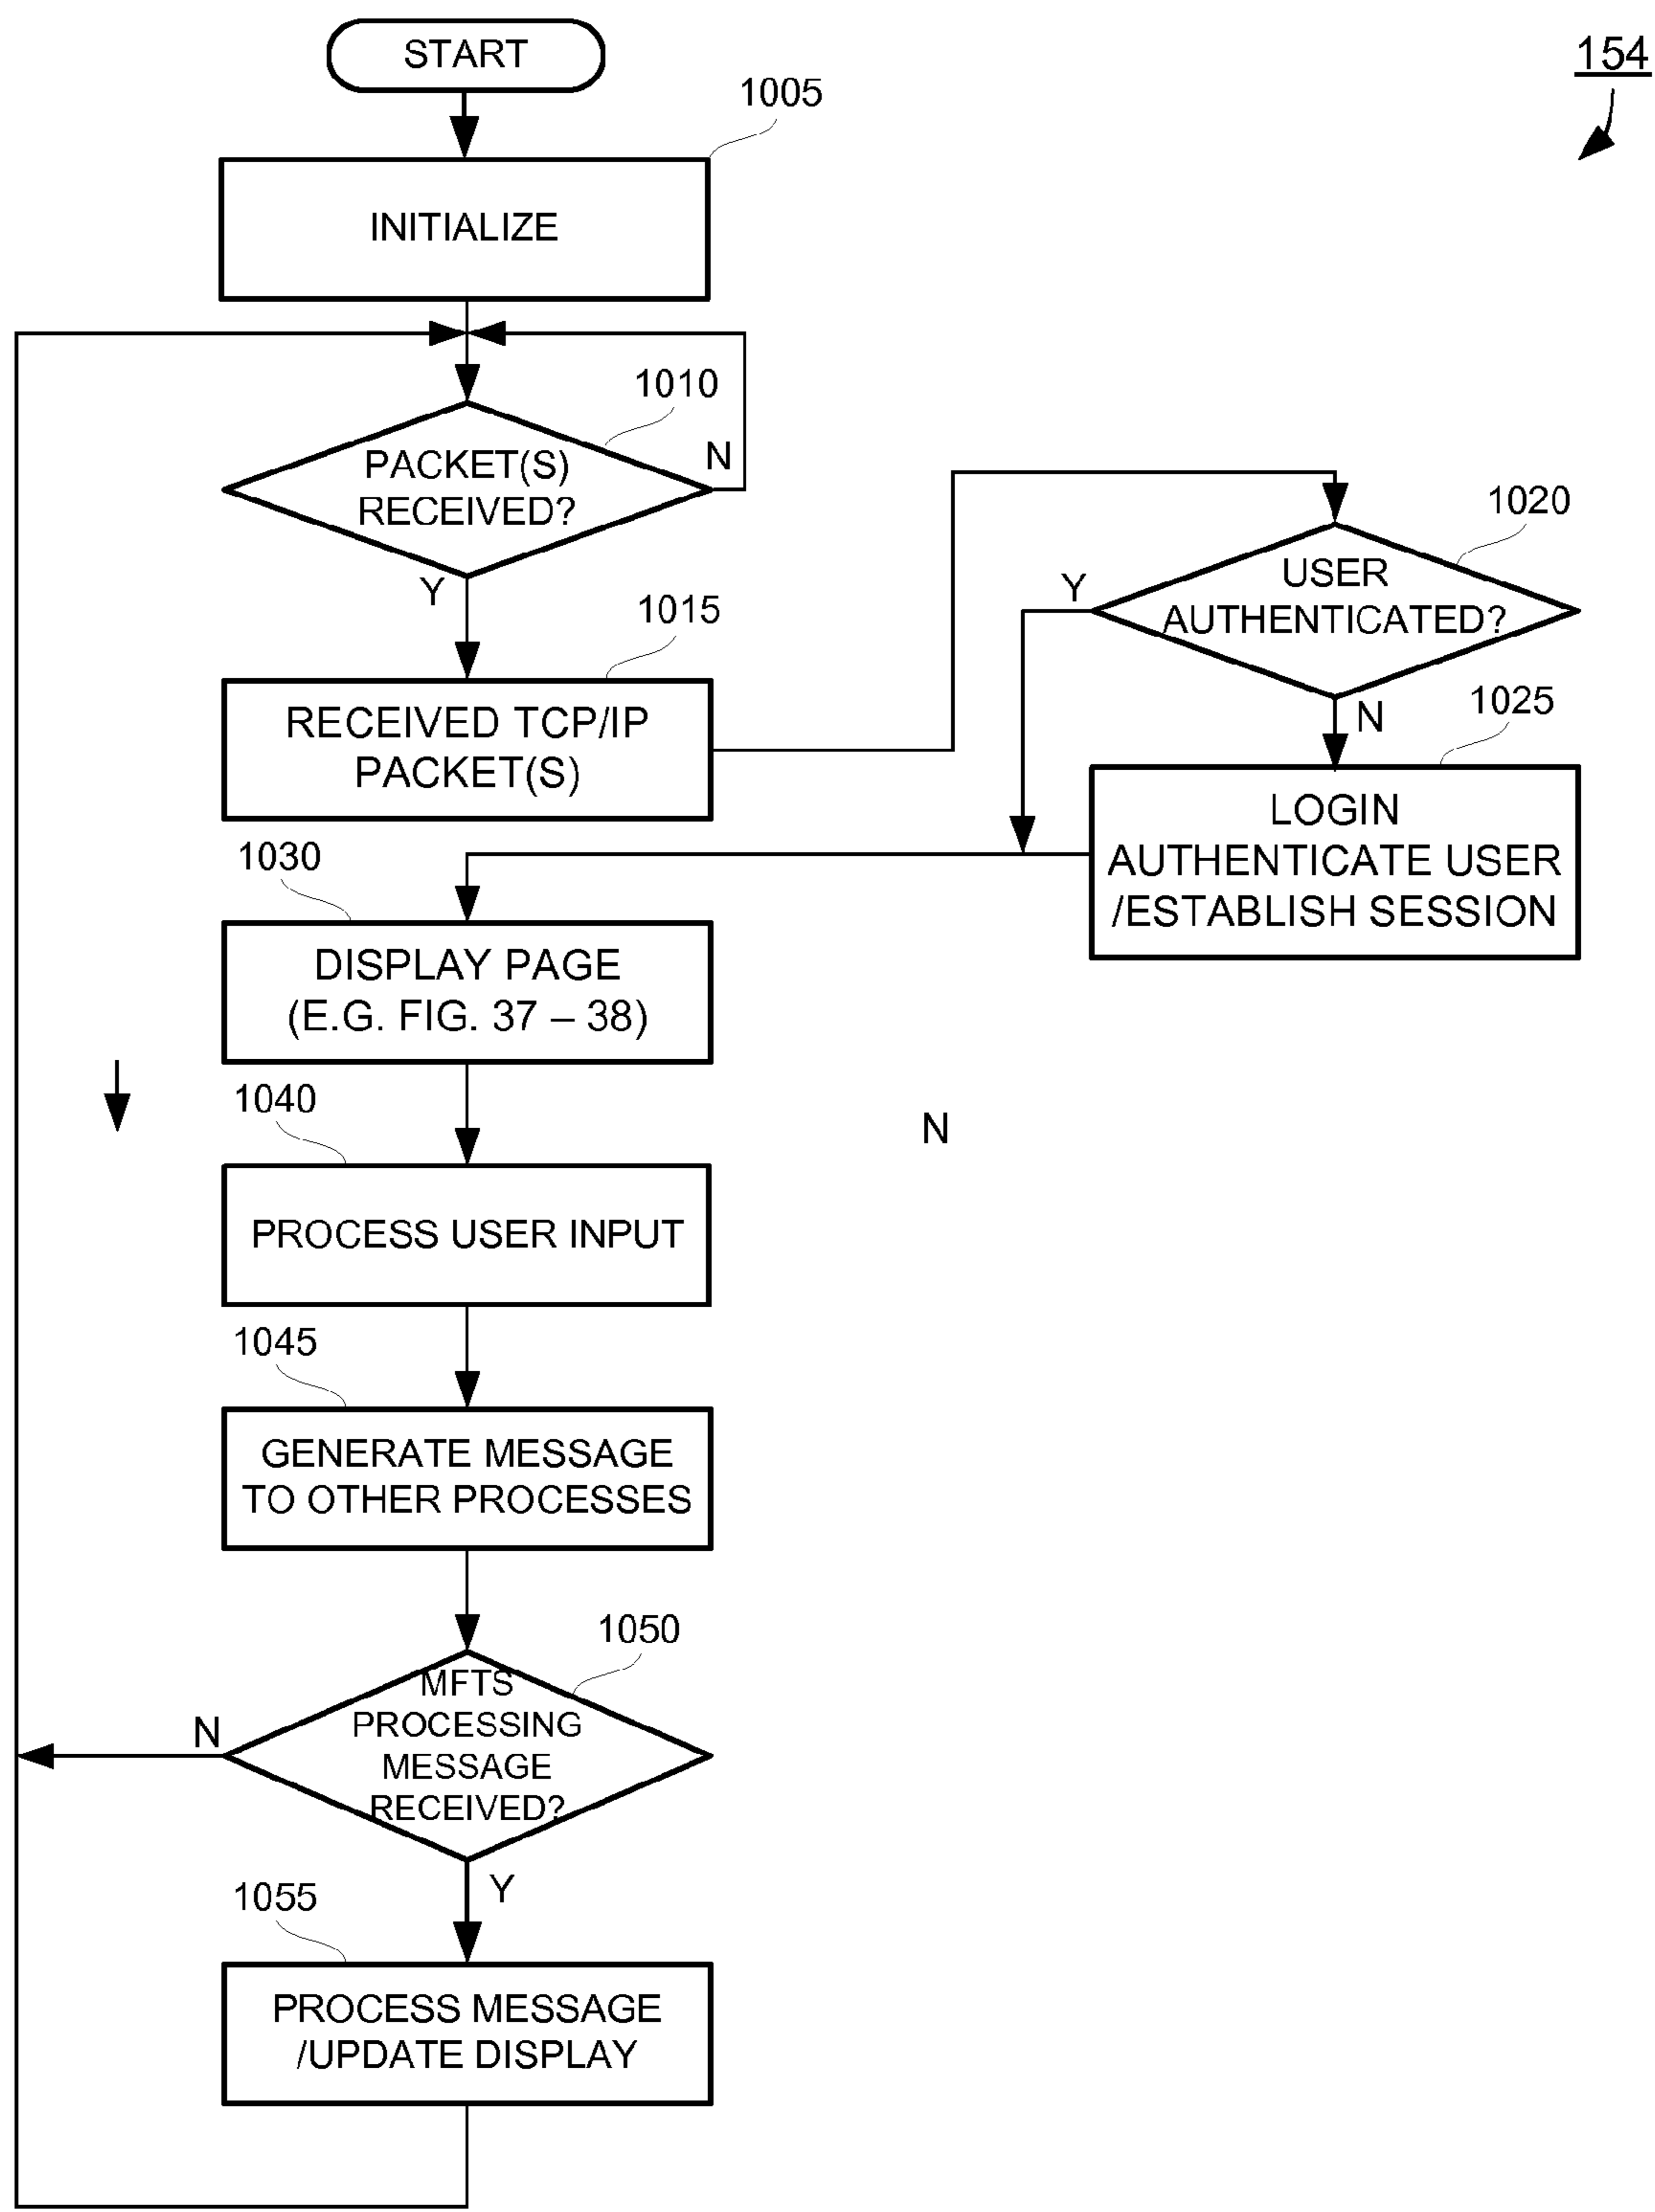 START
154
1005
INITIALIZE
1010
PACKET(S)
RECEIVED?
N
Y
1015
RECEIVED TCP/IP
PACKET(S)
1020
USER
AUTHENTICATED?
Y
N
1025
LOGIN
AUTHENTICATE USER
/ESTABLISH SESSION
1030
DISPLAY PAGE
(E.G. FIG. 37 – 38)
1040
N
PROCESS USER INPUT
1045
GENERATE MESSAGE
TO OTHER PROCESSES
1050
MFTS
PROCESSING
MESSAGE
RECEIVED?
N
Y
1055
PROCESS MESSAGE
/UPDATE DISPLAY